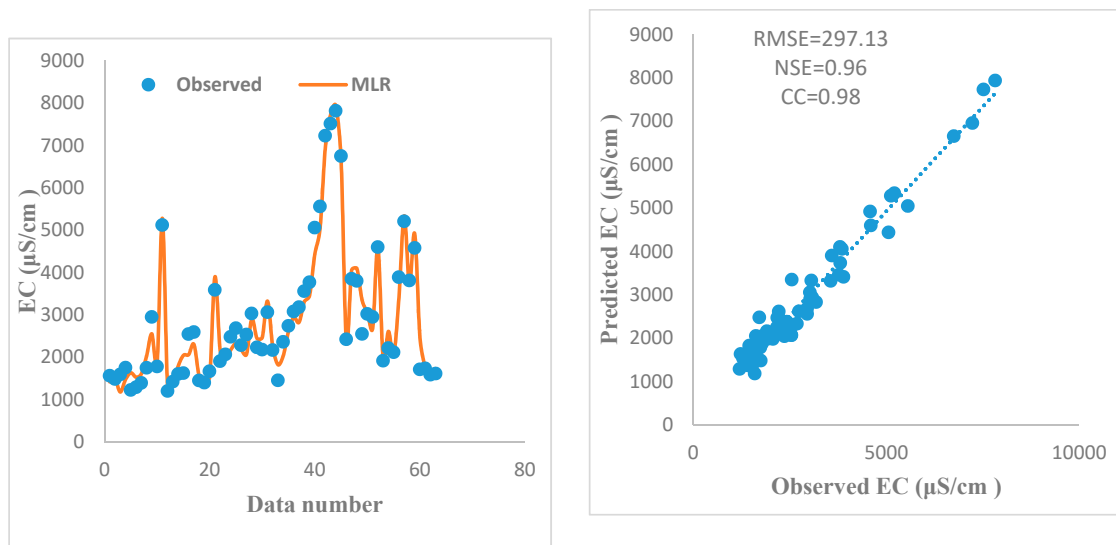 9000
8000
7000
6000
5000
4000
3000
2000
1000
0
Observed MLR
EC (µS/cm )
0 20 40 60 80
Data number
9000
8000
7000
6000
5000
4000
3000
2000
1000
0
RMSE=297.13
NSE=0.96
CC=0.98
Predicted EC (µS/cm )
0 5000 10000
Observed EC (µS/cm )